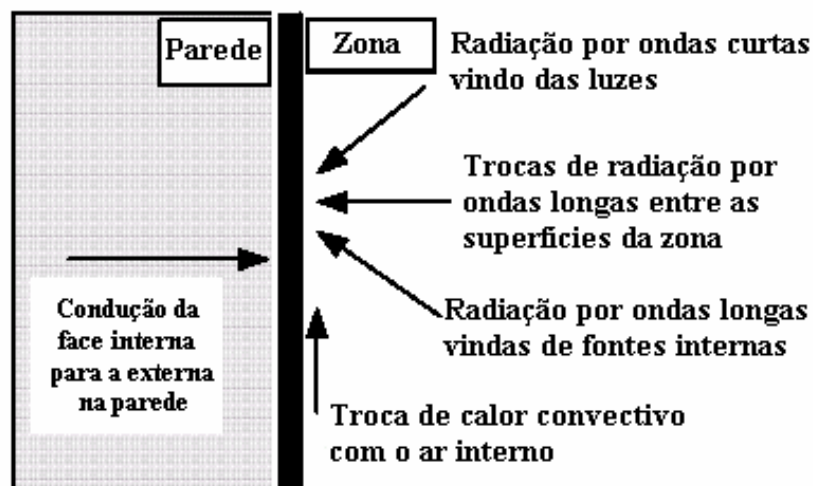 Parede
Zona
Radiação por ondas curtas
vindo das luzes
Trocas de radiação por
ondas longas entre as
superfícies da zona
Radiação por ondas longas
vindas de fontes internas
Condução da
face interna
para a externa
na parede
Troca de calor convectivo
com o ar interno